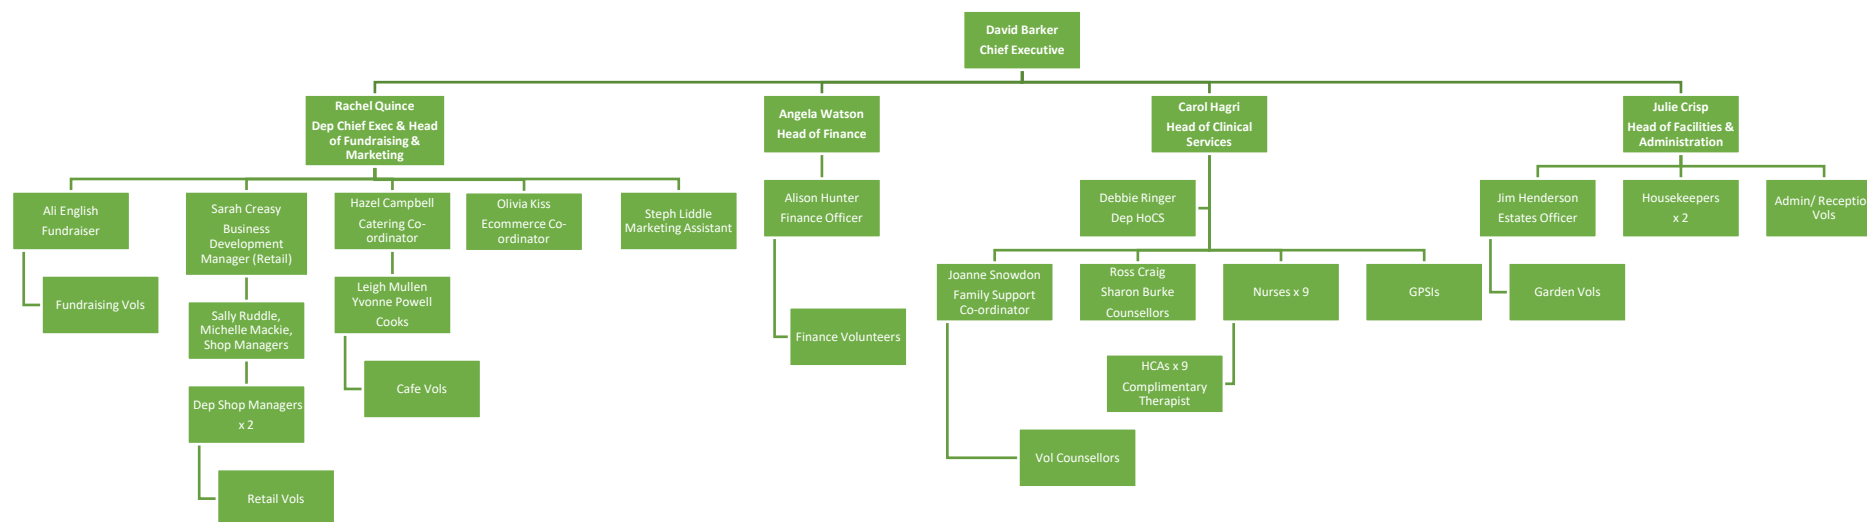 David Barker
Chief Executive
Rachel Quince
Dep Chief Exec & Head
of Fundraising &
Marketing
Angela Watson
Head of Finance
Carol Hagri
Head of Clinical
Services
Julie Crisp
Head of Facilities &
Administration
Ali English
Fundraiser
Sarah Creasy
Business
Development
Manager (Retail)
Hazel Campbell
Catering Co-
ordinator
Olivia Kiss
Ecommerce Co-
ordinator
Steph Liddle
Marketing Assistant
Alison Hunter
Finance Officer
Debbie Ringer
Dep HoCS
Jim Henderson
Estates Officer
Housekeepers
x 2
Admin/ Receptio
Vols
Fundraising Vols
Sally Ruddle,
Michelle Mackie,
Shop Managers
Leigh Mullen
Yvonne Powell
Cooks
Finance Volunteers
Joanne Snowdon
Family Support
Co-ordinator
Ross Craig
Sharon Burke
Counsellors
Nurses x 9
GPSIs
Garden Vols
Dep Shop Managers
x 2
Cafe Vols
HCAs x 9
Complimentary
Therapist
Retail Vols
Vol Counsellors